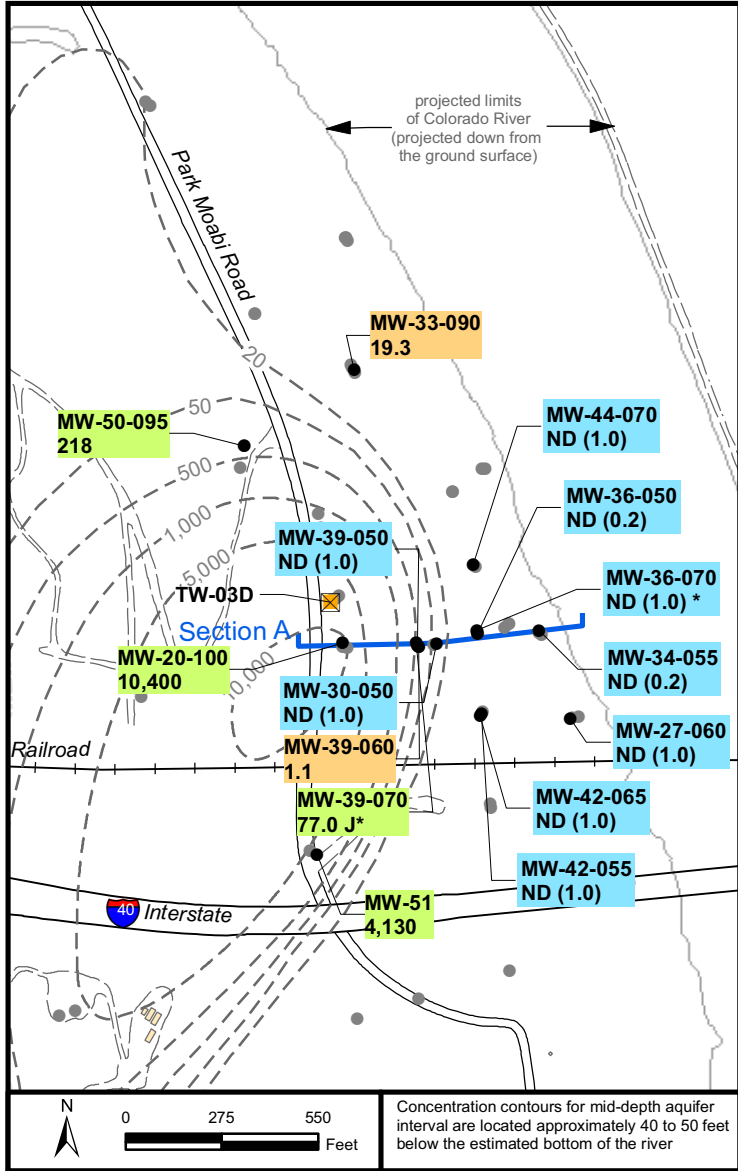 projected limits
of Colorado River
(projected down from
the ground surface)
Park Moabi Road
MW-33-090
19.3
20
50
MW-50-095
218
500
MW-44-070
ND (1.0)
1,000
MW-36-050
ND (0.2)
MW-39-050
ND (1.0)
5,000
MW-36-070
ND (1.0) *
TW-03D
Section A
MW-20-100
10,400
10,000
MW-34-055
ND (0.2)
MW-30-050
ND (1.0)
MW-27-060
ND (1.0)
Railroad
MW-39-060
1.1
MW-42-065
ND (1.0)
MW-39-070
77.0 J*
MW-42-055
ND (1.0)
40
Interstate
MW-51
4,130
N
0 275 550
Feet
Concentration contours for mid-depth aquifer
interval are located approximately 40 to 50 feet
below the estimated bottom of the river